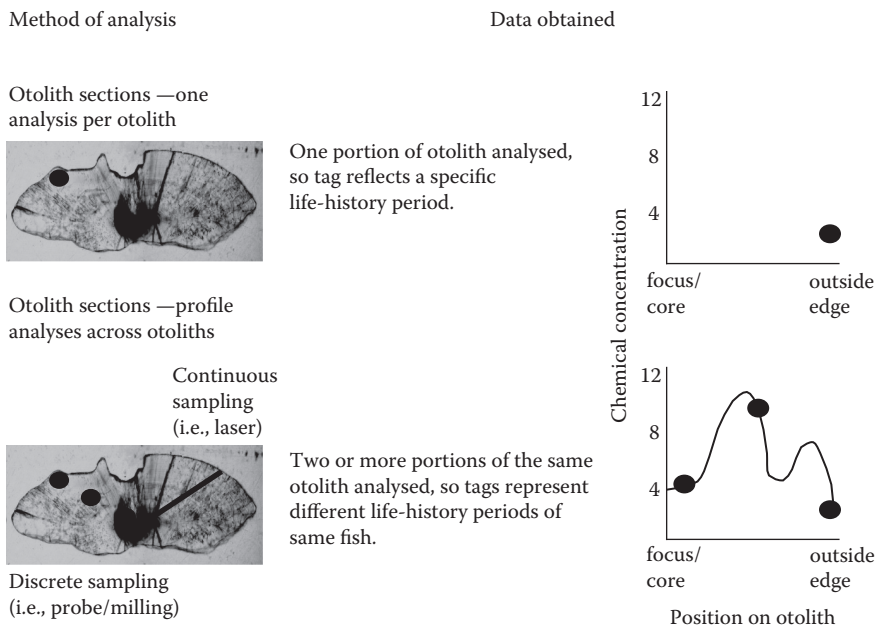 Method of analysis
Data obtained
Otolith sections —one
analysis per otolith
One portion of otolith analysed,
so tag reflects a specific
life-history period.
12
8
4
focus/
core
outside
edge
Chemical concentration
Otolith sections —profile
analyses across otoliths
Continuous
sampling
(i.e., laser)
Two or more portions of the same
otolith analysed, so tags represent
different life-history periods of
same fish.
Discrete sampling
(i.e., probe/milling)
12
8
4
focus/
core
outside
edge
Position on otolith